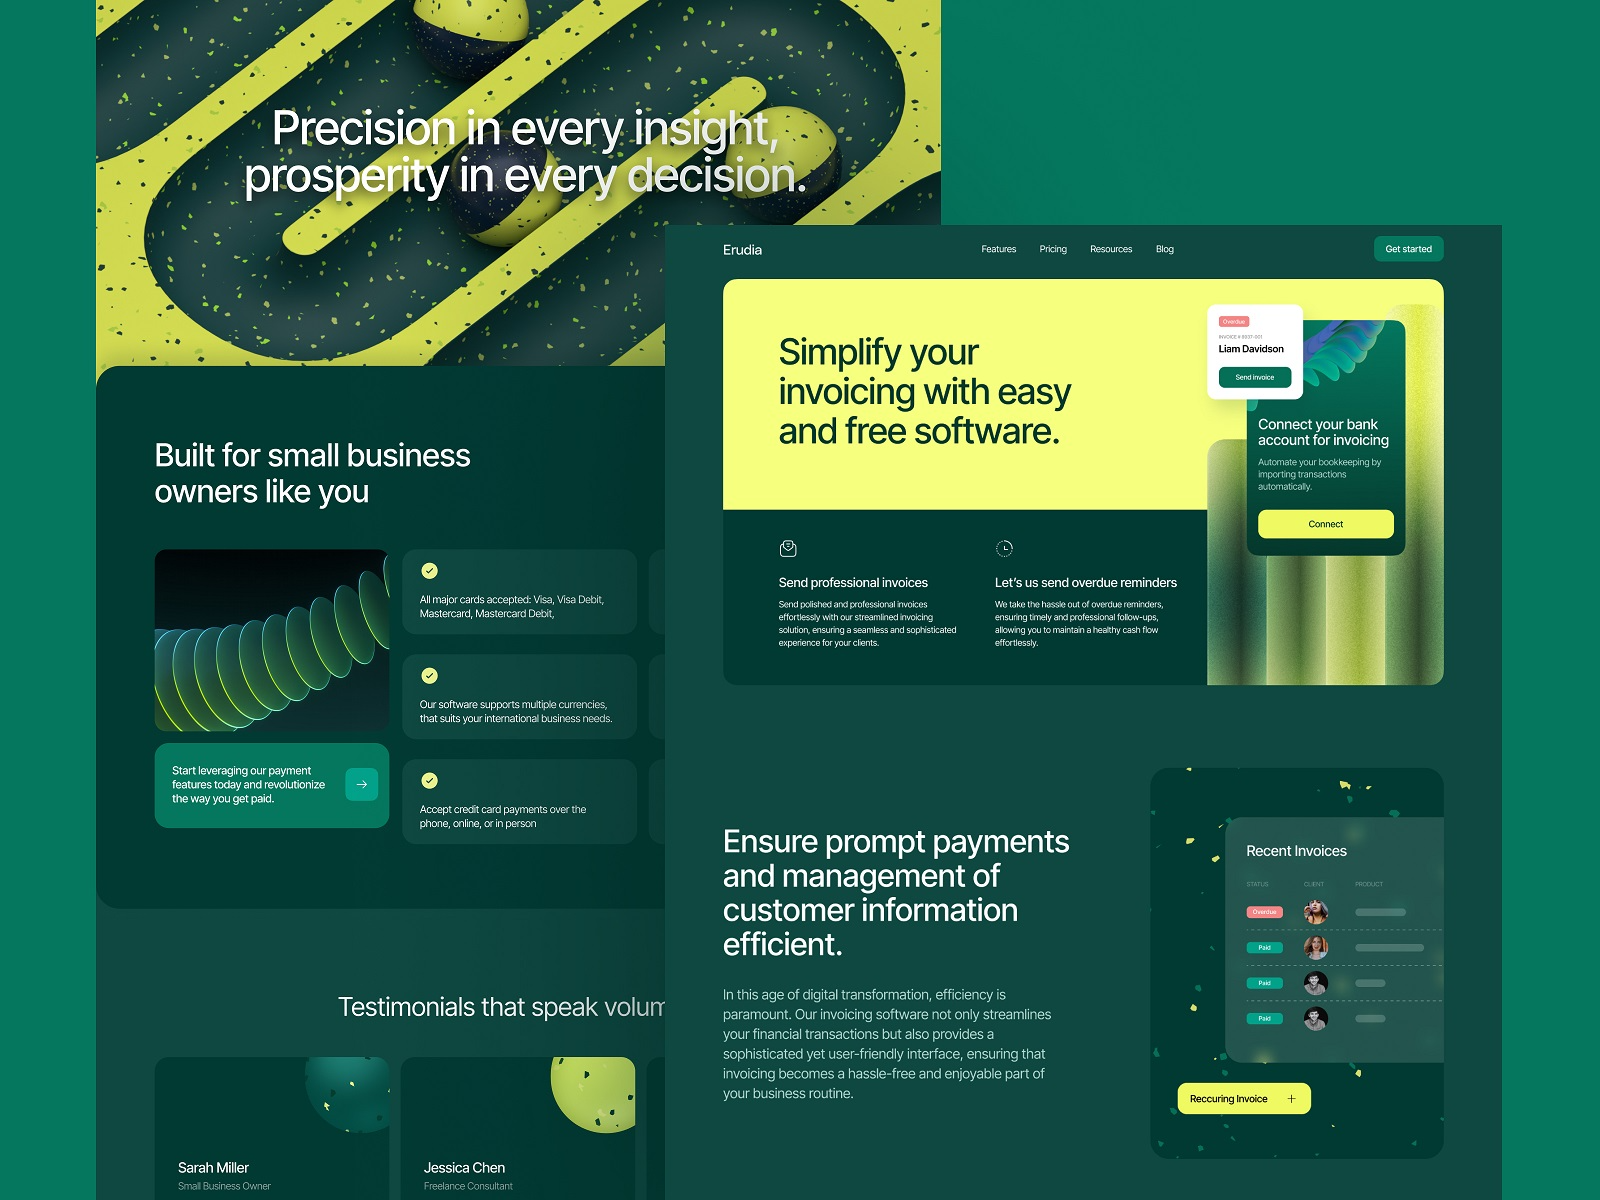 Precision in every insight,
prosperity in every decision.
Built for small business
owners like you
All major cards accepted: Visa, Visa Debit,
Mastercard, Mastercard Debit,
Our software supports multiple currencies,
that suits your international business needs.
Start leveraging our payment
features today and revolutionize
the way you get paid.
Accept credit card payments over the
phone, online, or in person
Testimonials that speak volum
Sarah Miller
Small Business Owner
Jessica Chen
Freelance Consultant
Erudia
Features
Pricing
Resources
Blog
Get started
Simplify your
invoicing with easy
and free software.
Overdue
Liam Davidson
Send invoice
Connect your bank
account for invoicing
Automate your bookkeeping by
importing transactions
automatically.
Connect
Send professional invoices
Send polished and professional invoices
effortlessly with our streamlined invoicing
solution, ensuring a seamless and sophisticated
experience for your clients.
Let's us send overdue reminders
We take the hassle out of overdue reminders,
ensuring timely and professional follow-ups,
allowing you to maintain a healthy cash flow
effortlessly.
Ensure prompt payments
and management of
customer information
efficient.
In this age of digital transformation, efficiency is
paramount. Our invoicing software not only streamlines
your financial transactions but also provides a
sophisticated yet user-friendly interface, ensuring that
invoicing becomes a hassle-free and enjoyable part of
your business routine.
Recent Invoices
STATUS CLIENT PRODUCT
Overdue
Paid
Paid
Paid
Reccuring Invoice